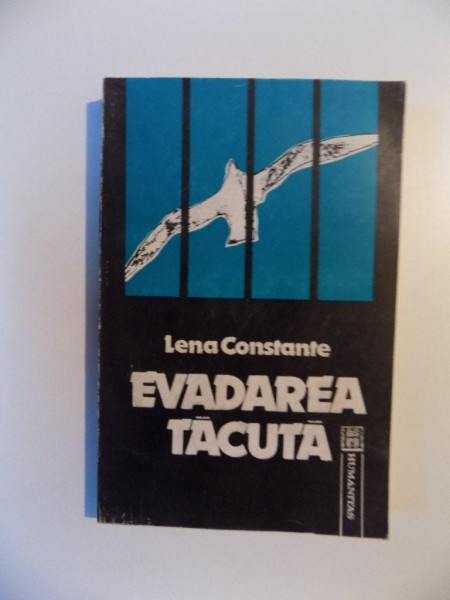 Lena Constante
EVADAREA
TĂCUTĂ
HUMANITAS